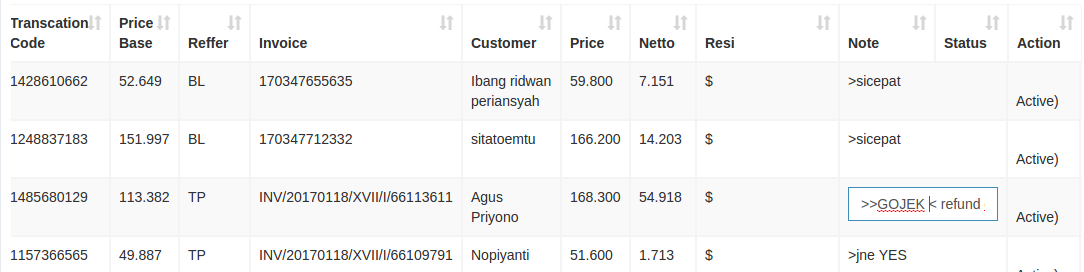 Transcation Code Price Base Reffer Invoice Customer Price Netto Resi Note Status Action
1428610662 52.649 BL 170347655635 Ibang ridwan periansyah 59.800 7.151 $ >sicepat Active)
1248837183 151.997 BL 170347712332 sitatoemtu 166.200 14.203 $ >sicepat Active)
1485680129 113.382 TP INV/20170118/XVII/I/66113611 Agus Priyono 168.300 54.918 $ >>GOJEK < refund Active)
1157366565 49.887 TP INV/20170118/XVII/I/66109791 Nopiyanti 51.600 1.713 $ >jne YES